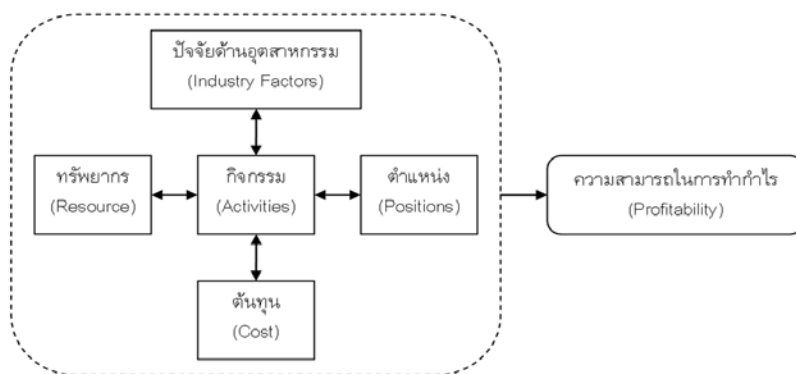 ปัจจัยด้านอุตสาหกรรม
(Industry Factors)
ทรัพยากร
(Resource)
กิจกรรม
(Activities)
ตำแหน่ง
(Positions)
ความสามารถในการทำกำไร
(Profitability)
ต้นทุน
(Cost)